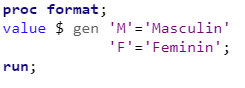 proc format;
value $ gen 'M'='Masculin'
'F'='Feminin';
run;